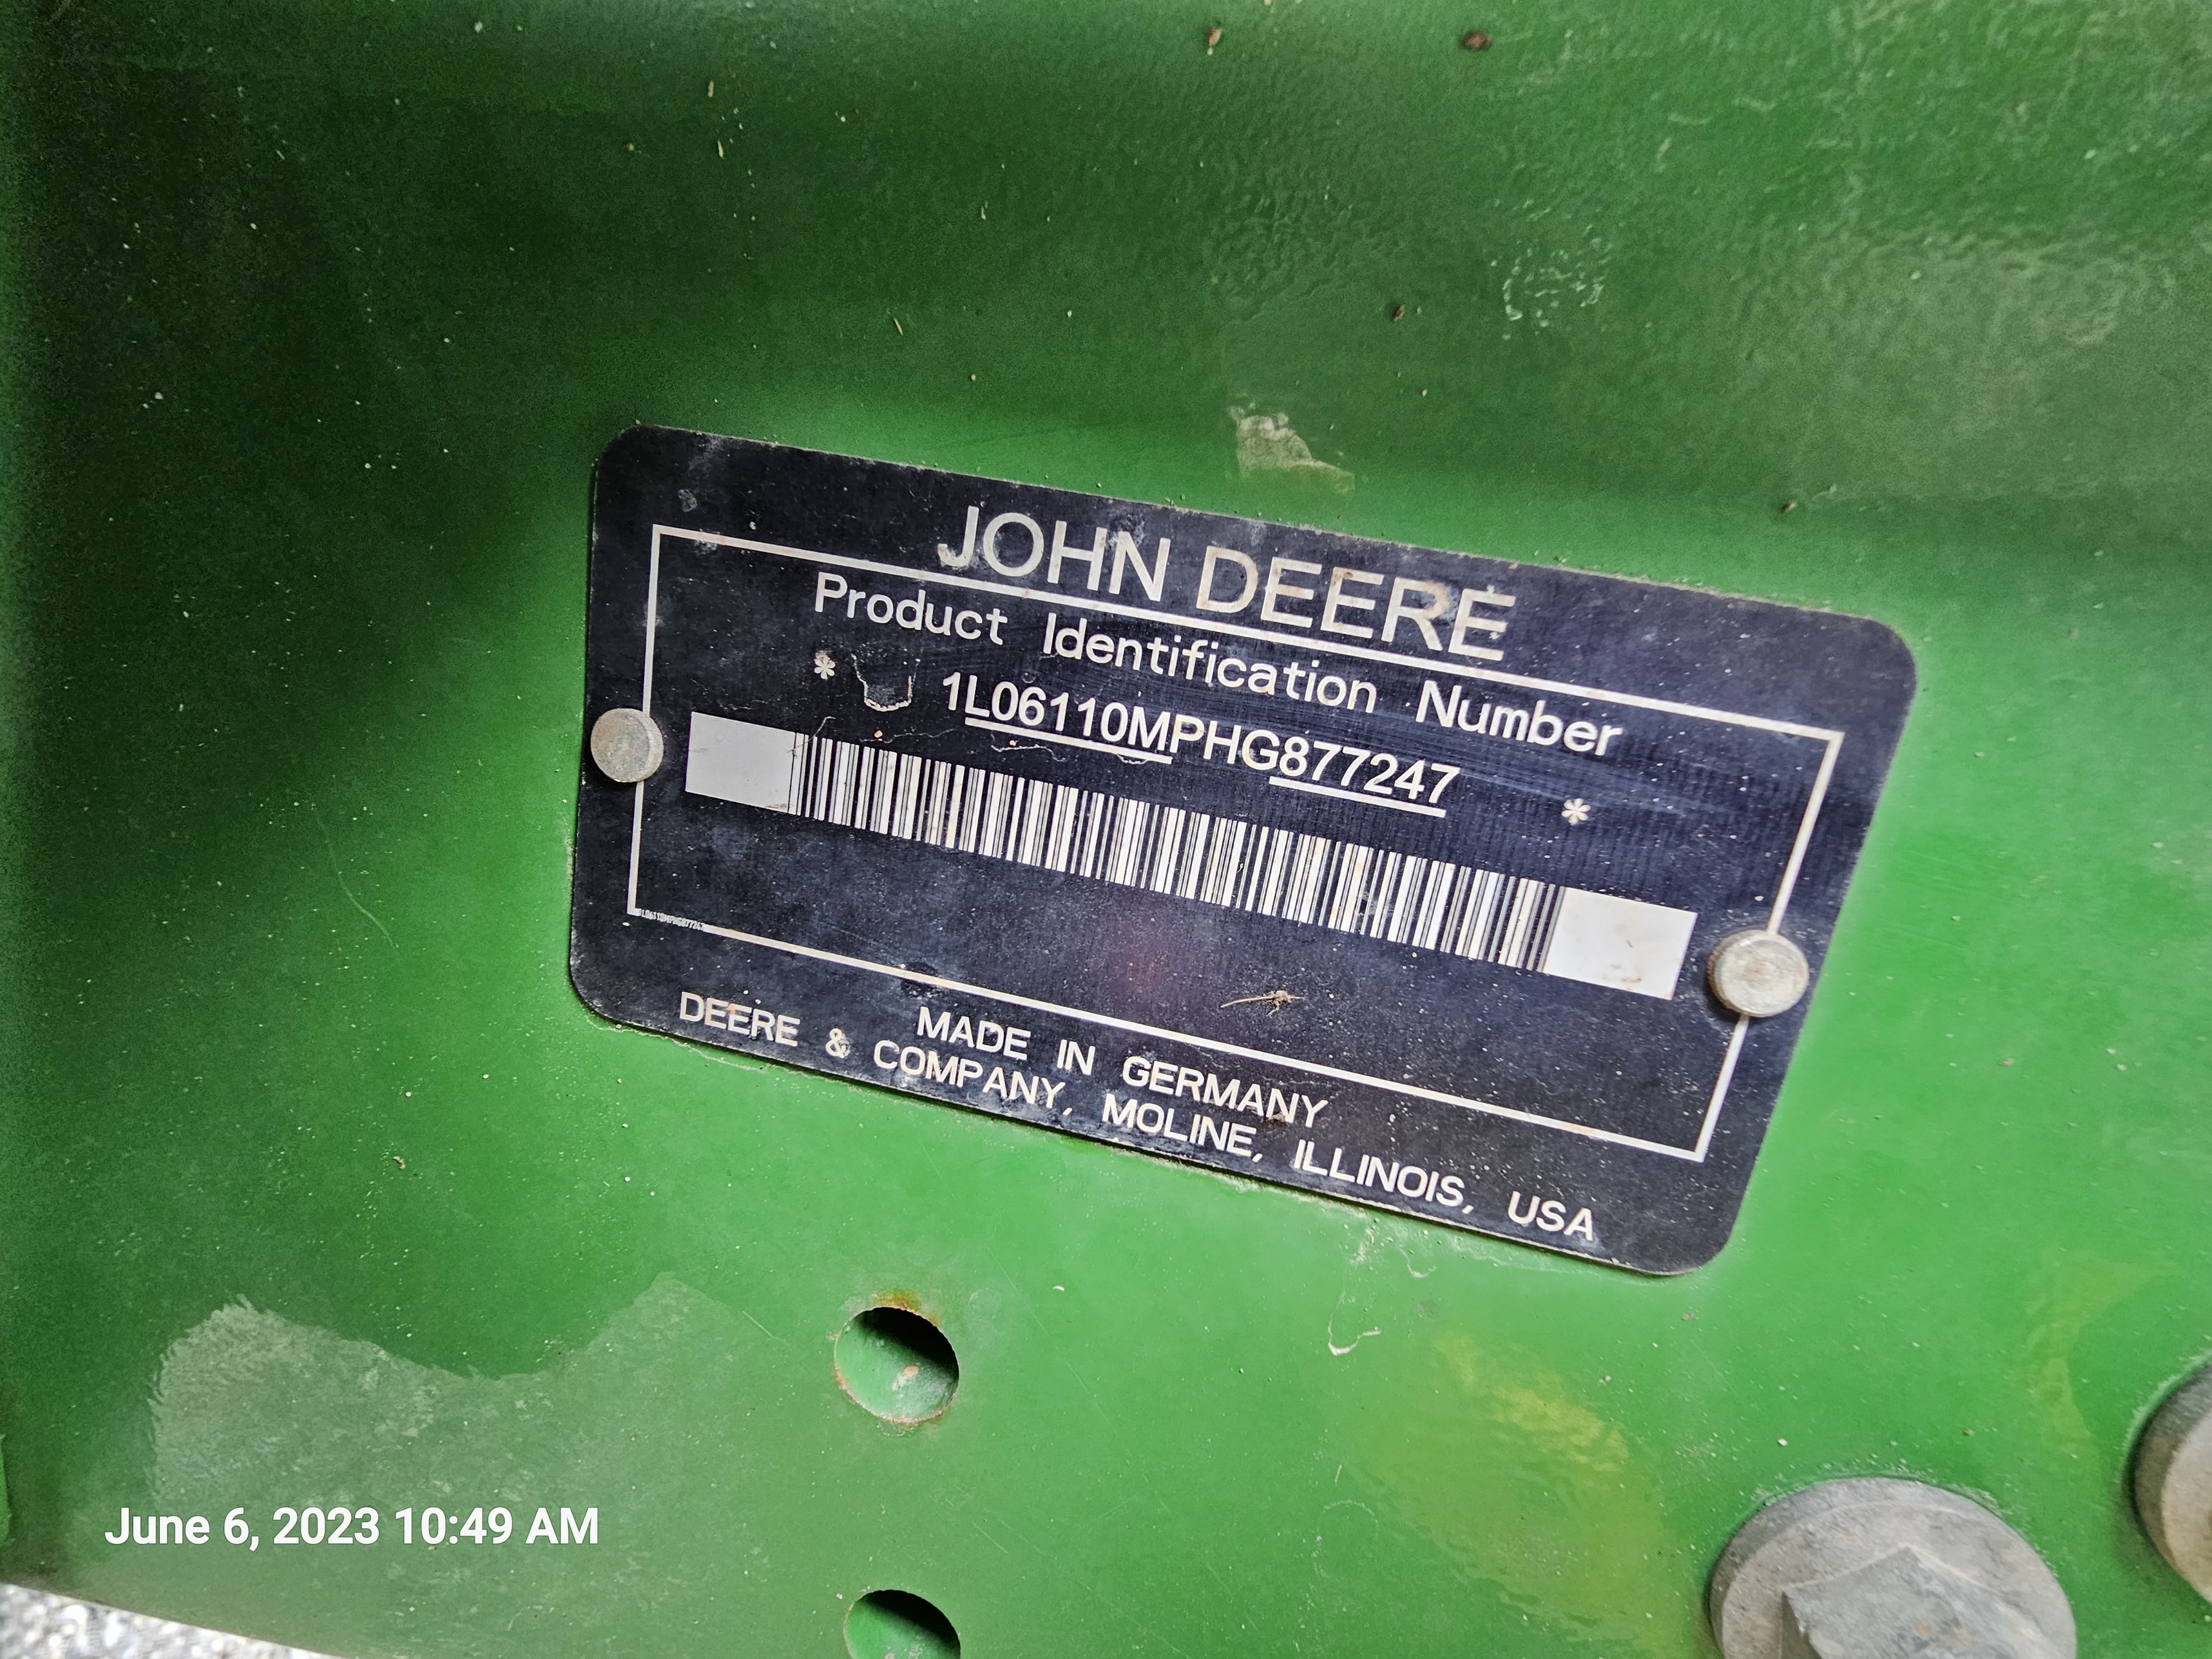 JOHN DEERE
Product Identification Number
* 1L06110MPHG877247 *
1L06110MPHG877247
MADE IN GERMANY
DEERE & COMPANY, MOLINE, ILLINOIS, USA
June 6, 2023 10:49 AM